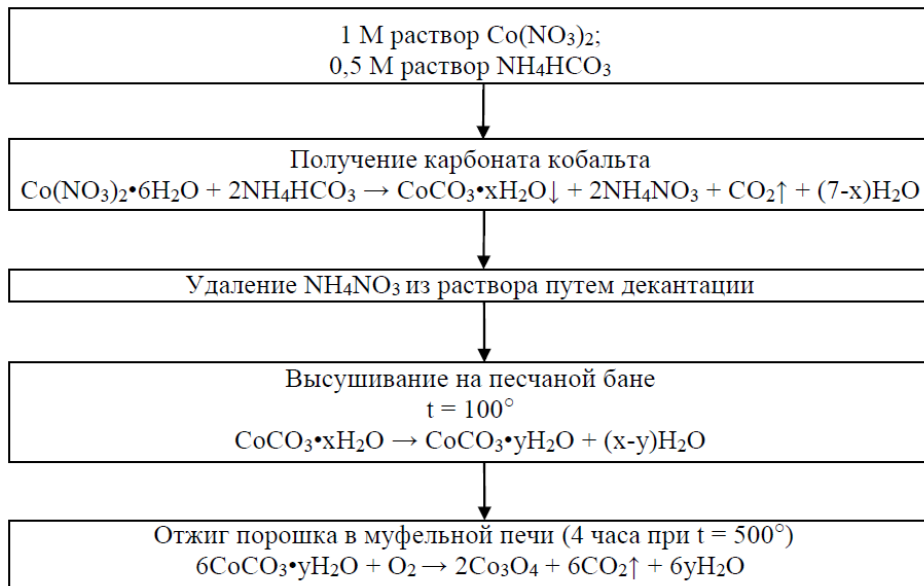 1 М раствор Co(NO₃)₂;
0,5 М раствор NH₄HCO₃
Получение карбоната кобальта
Co(NO₃)₂•6H₂O + 2NH₄HCO₃ → CoCO₃•xH₂O↓ + 2NH₄NO₃ + CO₂↑ + (7-x)H₂O
Удаление NH₄NO₃ из раствора путем декантации
Высушивание на песчаной бане
t = 100°
CoCO₃•xH₂O → CoCO₃•yH₂O + (x-y)H₂O
Отжиг порошка в муфельной печи (4 часа при t = 500°)
6CoCO₃•yH₂O + O₂ → 2Co₃O₄ + 6CO₂↑ + 6yH₂O